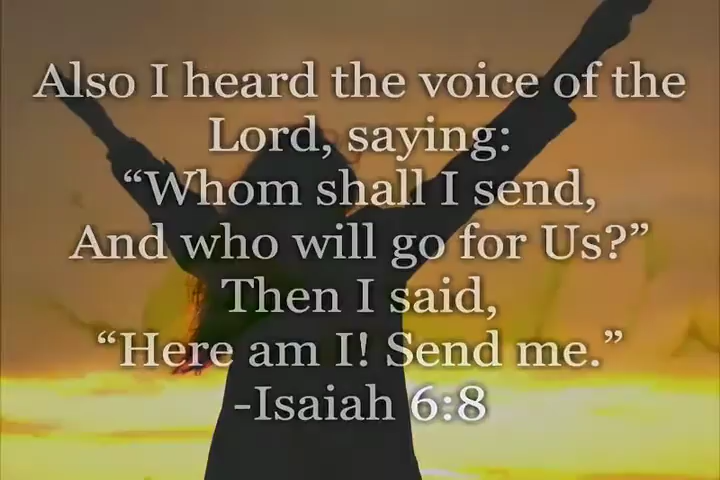 Also I heard the voice of the
Lord, saying:
“Whom shall I send,
And who will go for Us?”
Then I said,
“Here am I! Send me.”
-Isaiah 6:8